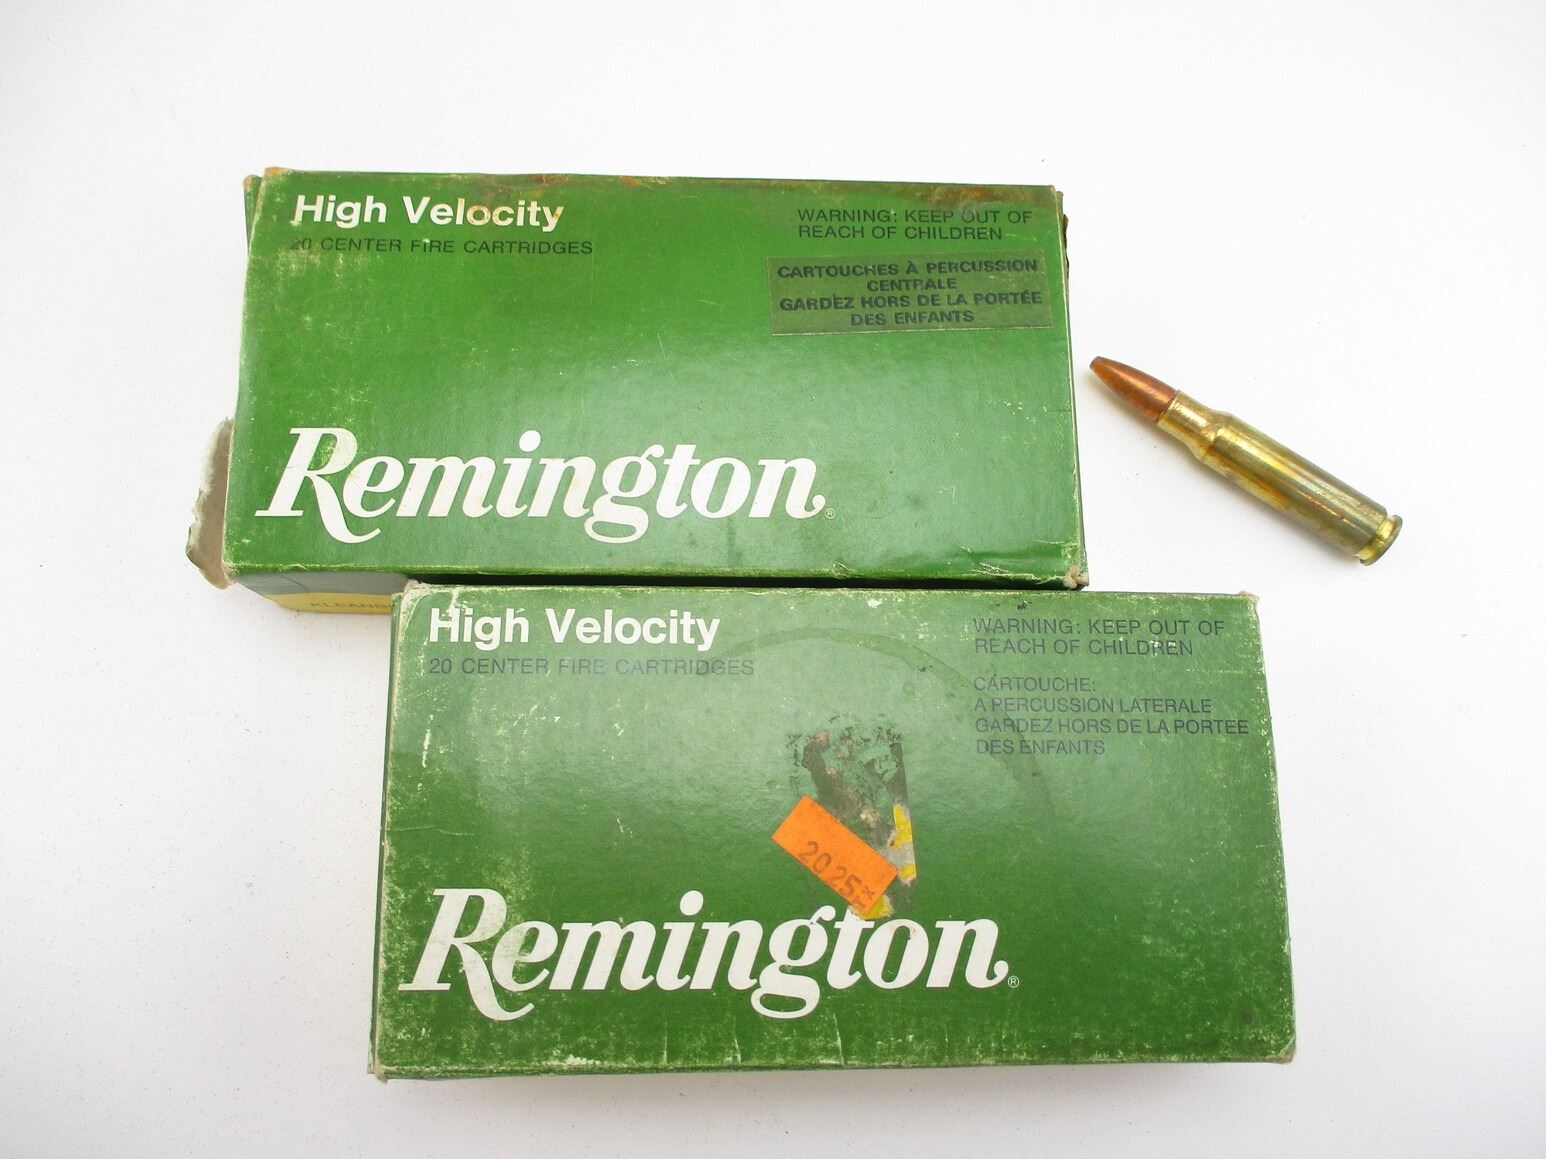 High Velocity
20 CENTER FIRE CARTRIDGES
WARNING: KEEP OUT OF
REACH OF CHILDREN
CARTOUCHES À PERCUSSION
CENTRALE
GARDEZ HORS DE LA PORTÉE
DES ENFANTS
Remington®
High Velocity
20 CENTER FIRE CARTRIDGES
WARNING: KEEP OUT OF
REACH OF CHILDREN
CARTOUCHE:
A PERCUSSION LATERALE
GARDEZ HORS DE LA PORTEE
DES ENFANTS
2025
Remington®